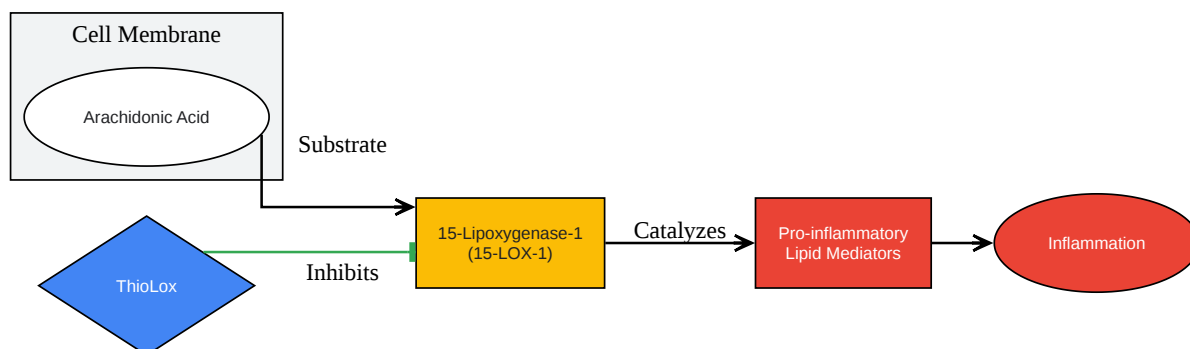 Cell Membrane
Arachidonic Acid
Substrate
15-Lipoxygenase-1
(15-LOX-1)
Catalyzes
Pro-inflammatory
Lipid Mediators
Inflammation
Inhibits
ThioLox